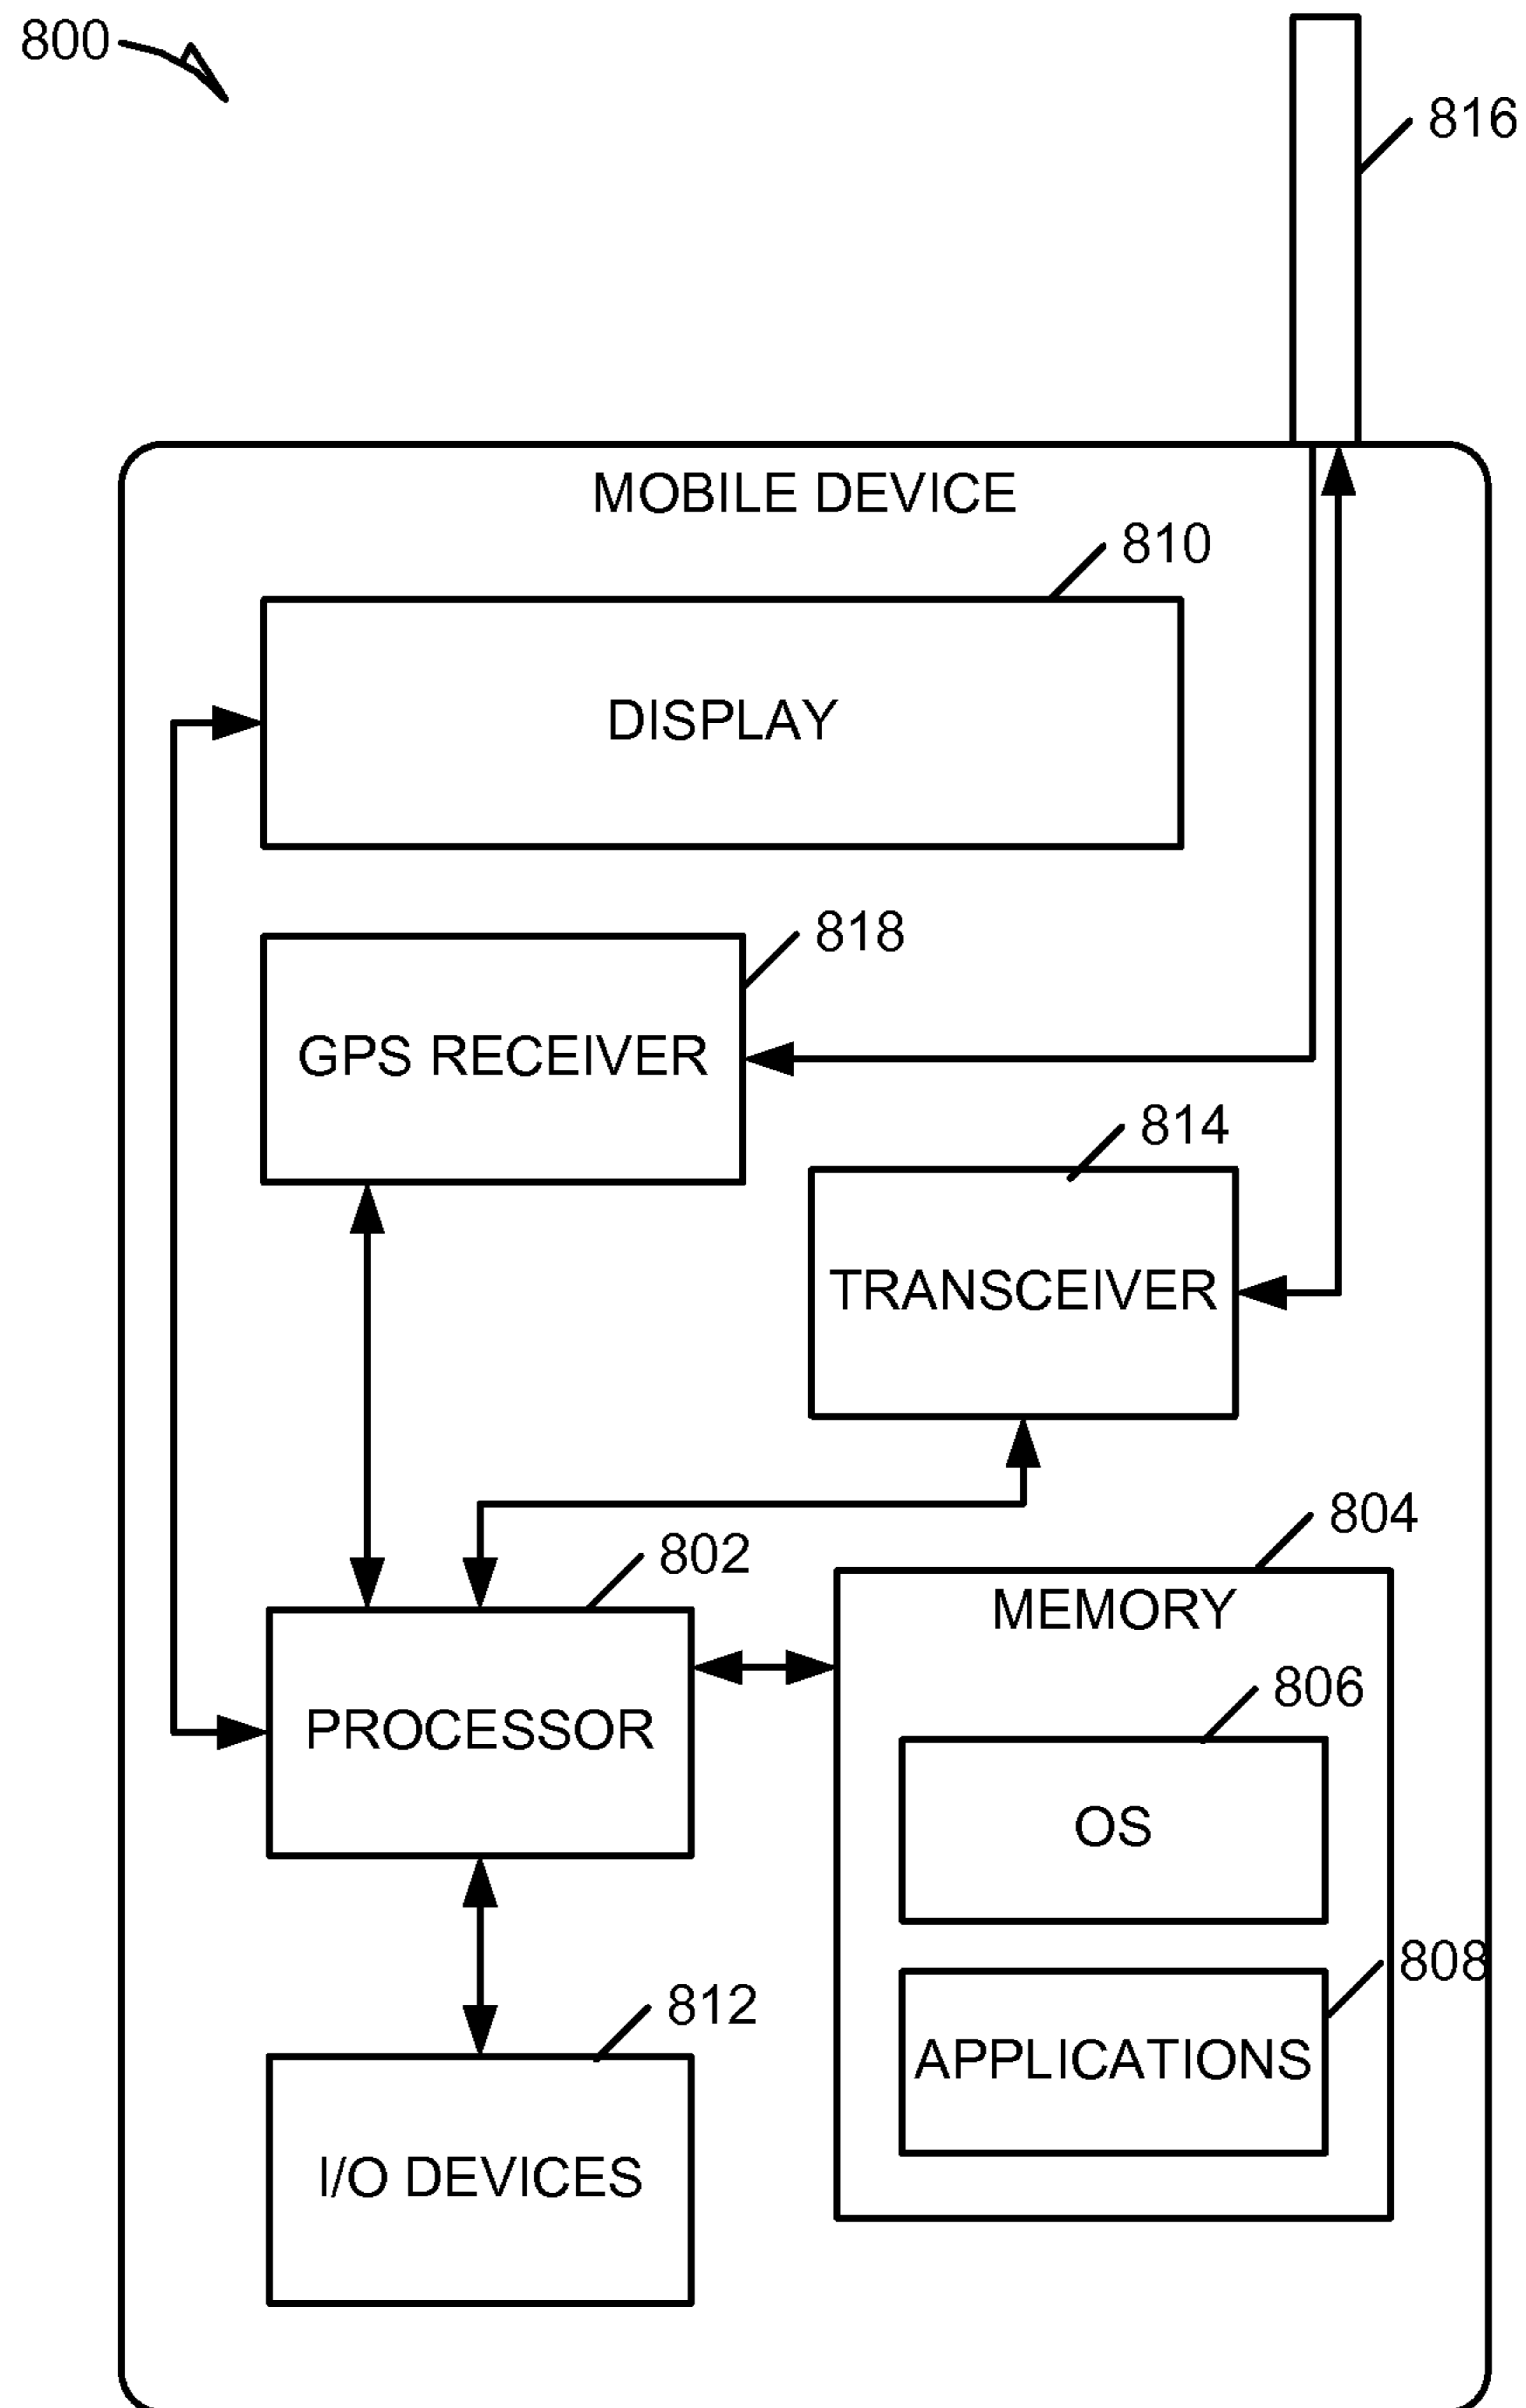 800
816
MOBILE DEVICE
810
DISPLAY
818
GPS RECEIVER
814
TRANSCEIVER
804
802
MEMORY
806
PROCESSOR
OS
808
812
APPLICATIONS
I/O DEVICES